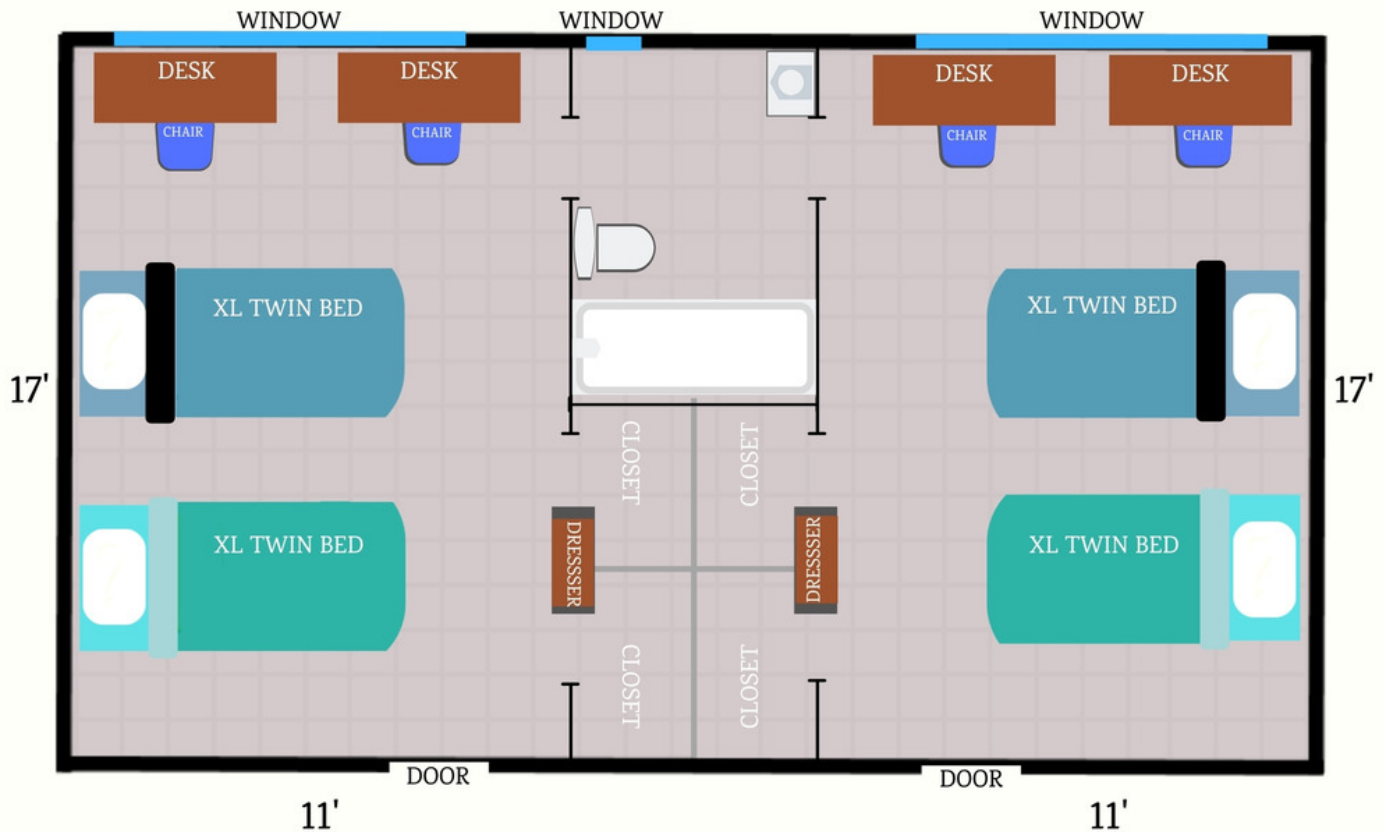 WINDOW
WINDOW
WINDOW
DESK
DESK
DESK
DESK
CHAIR
CHAIR
CHAIR
CHAIR
XL TWIN BED
XL TWIN BED
17'
17'
CLOSET
CLOSET
XL TWIN BED
DRESSSER
DRESSSER
XL TWIN BED
CLOSET
CLOSET
DOOR
DOOR
11'
11'